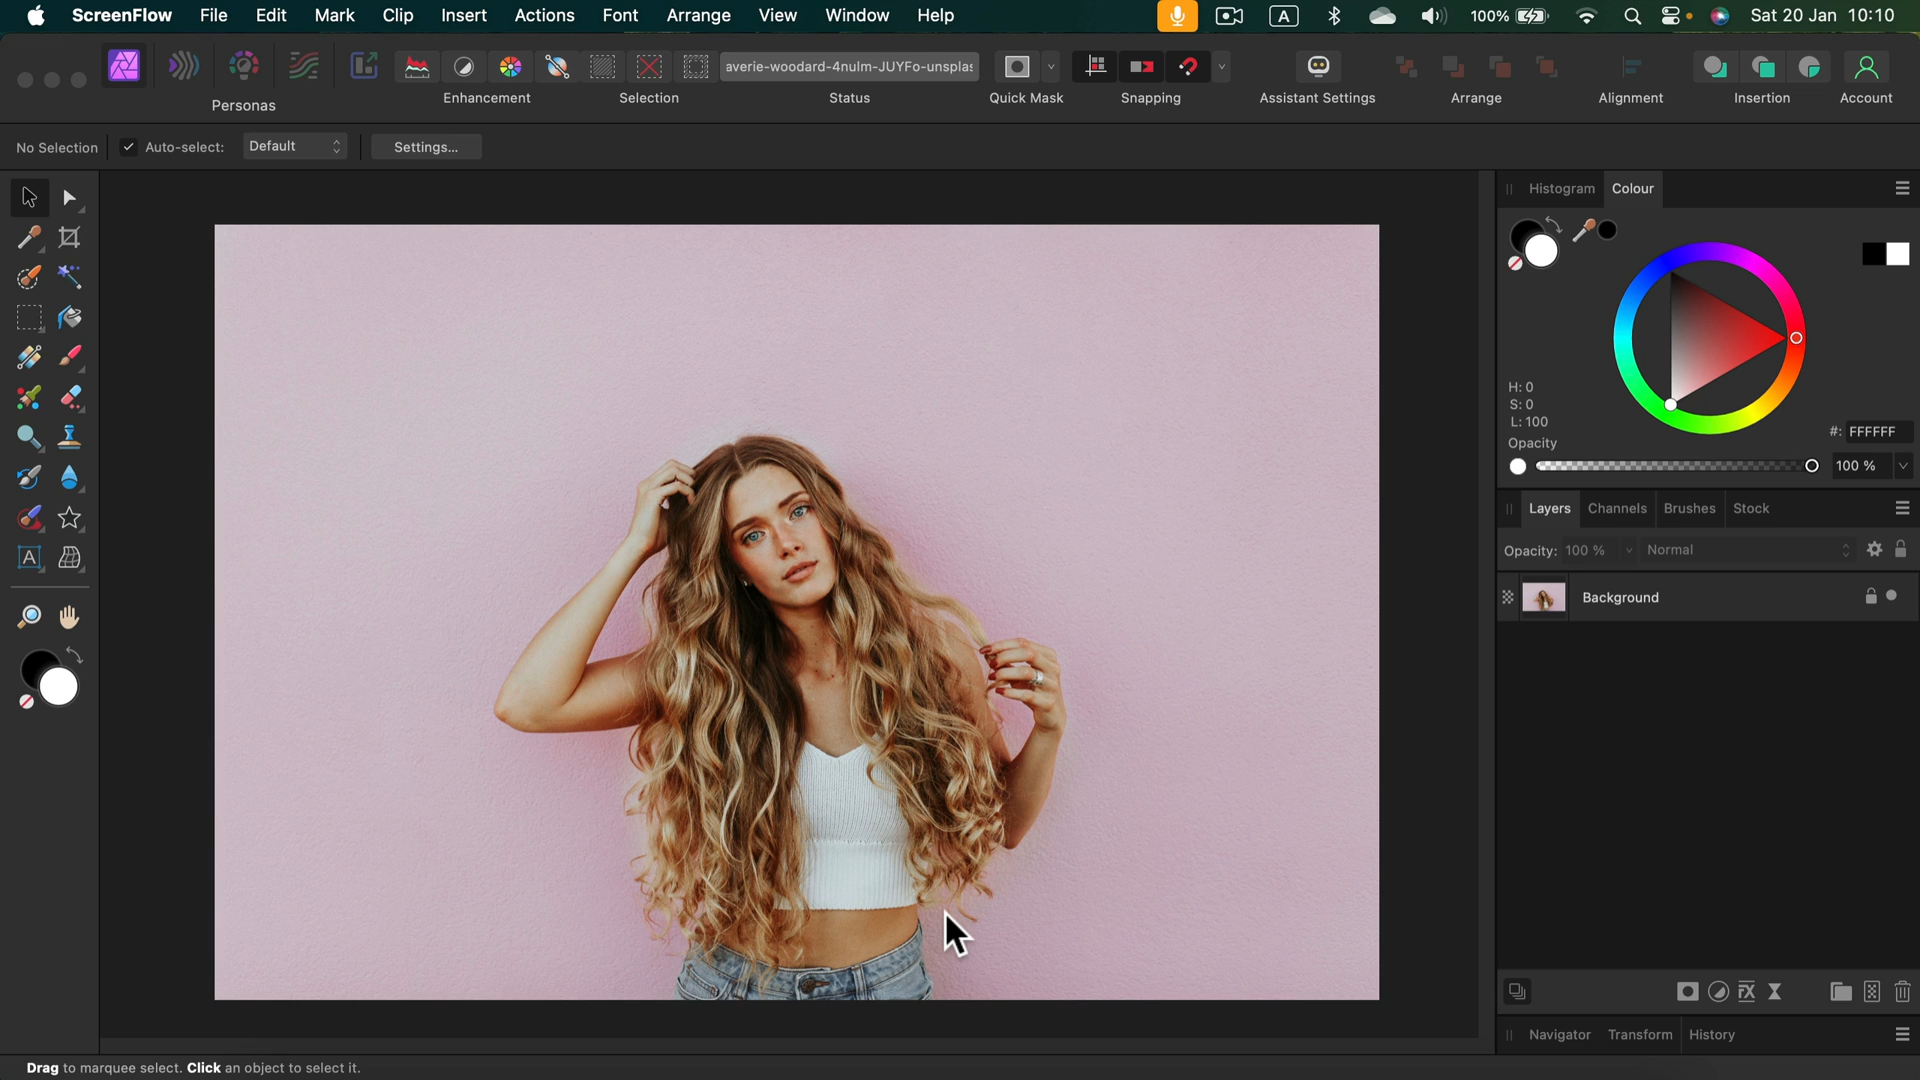 ScreenFlow File Edit Mark Clip Insert Actions Font Arrange View Window Help A 100% Sat 20 Jan 10:10
averie-woodard-4nulm-JUYFo-unsplas
Personas Enhancement Selection Status Quick Mask Snapping Assistant Settings Arrange Alignment Insertion Account
No Selection Auto-select: Default Settings...
Histogram Colour
H: 0
S: 0
L: 100
#: FFFFFF
Opacity
100 %
Layers Channels Brushes Stock
Opacity: 100 % Normal
Background
A
FX
Navigator Transform History
Drag to marquee select. Click an object to select it.